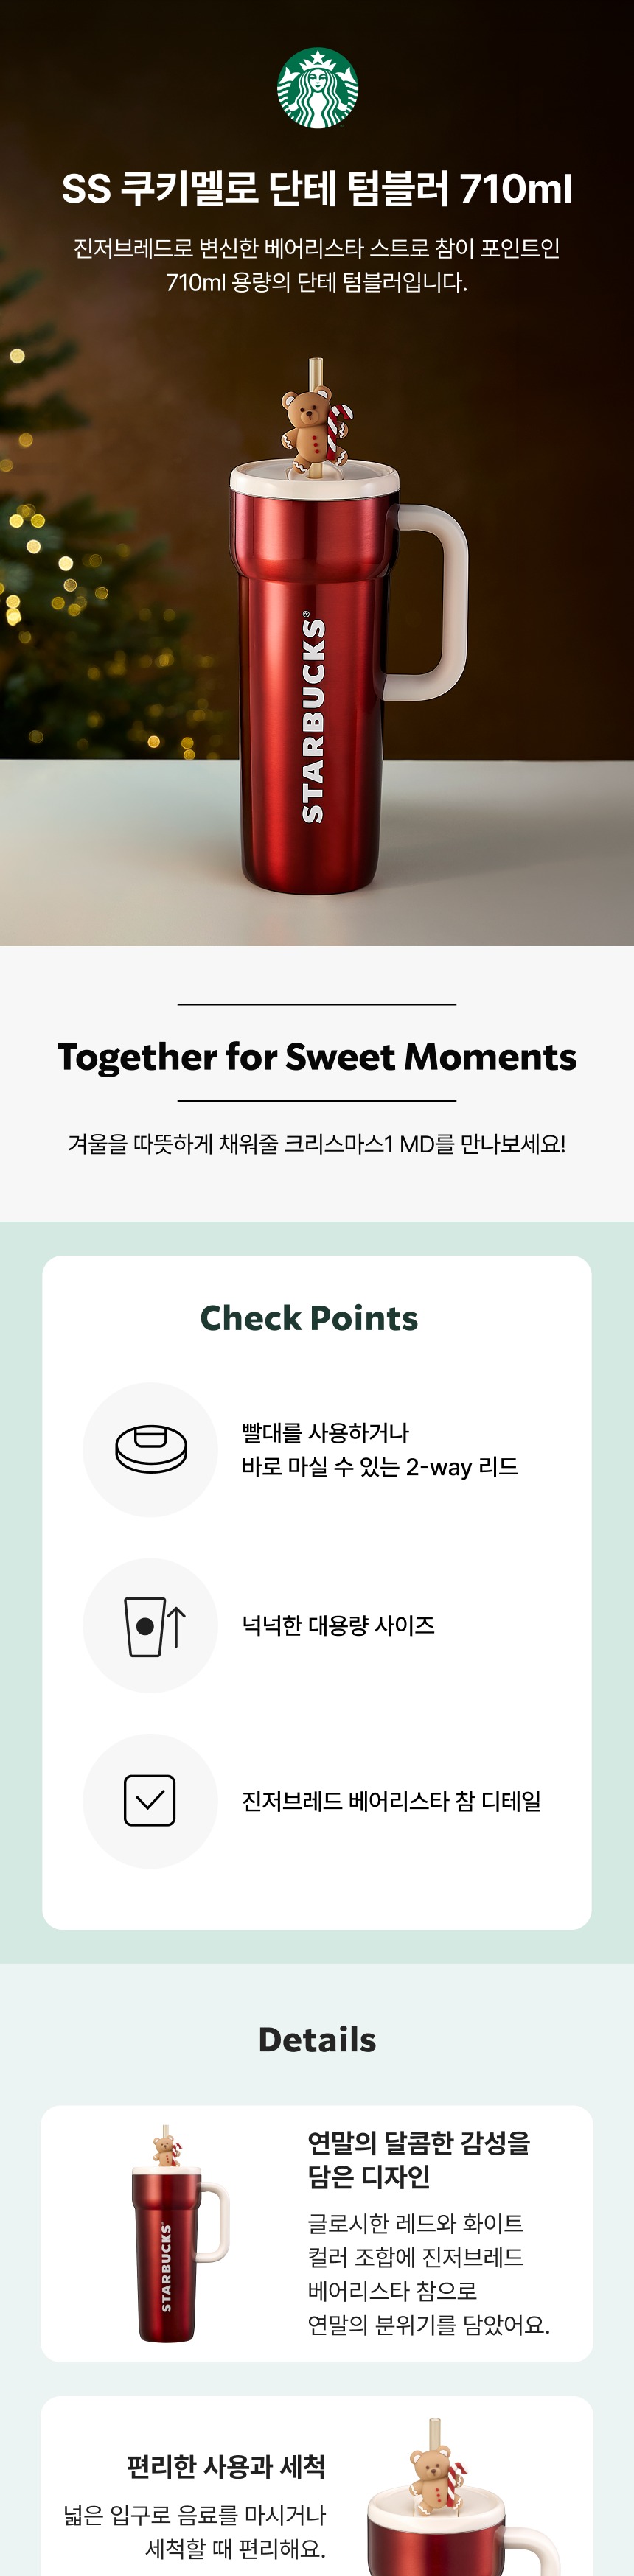 SS 쿠키멜로 단테 텀블러 710ml
진저브레드로 변신한 베어리스타 스트로 참이 포인트인
710ml 용량의 단테 텀블러입니다.
STARBUCKS®
Together for Sweet Moments
겨울을 따뜻하게 채워줄 크리스마스1 MD를 만나보세요!
Check Points
빨대를 사용하거나
바로 마실 수 있는 2-way 리드
넉넉한 대용량 사이즈
진저브레드 베어리스타 참 디테일
Details
STARBUCKS
연말의 달콤한 감성을
담은 디자인
글로시한 레드와 화이트
컬러 조합에 진저브레드
베어리스타 참으로
연말의 분위기를 담았어요.
편리한 사용과 세척
넓은 입구로 음료를 마시거나
세척할 때 편리해요.